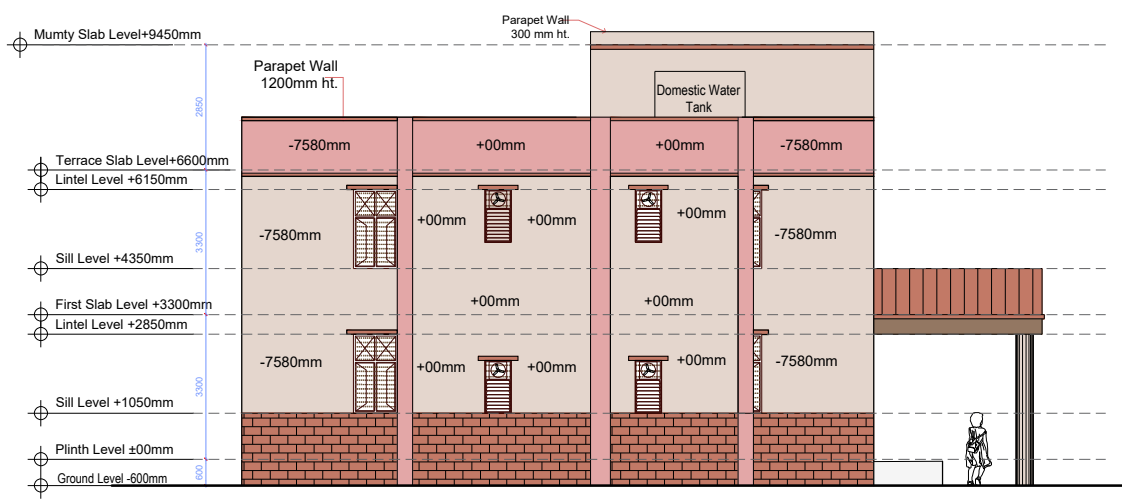 Parapet Wall
300 mm ht.
Mumty Slab Level+9450mm
Parapet Wall
1200mm ht.
Domestic Water
Tank
2850
-7580mm
+00mm
+00mm
-7580mm
Terrace Slab Level+6600mm
Lintel Level +6150mm
+00mm
+00mm
+00mm
-7580mm
-7580mm
3300
Sill Level +4350mm
First Slab Level +3300mm
+00mm
+00mm
Lintel Level +2850mm
-7580mm
+00mm
+00mm
+00mm
-7580mm
3300
Sill Level +1050mm
Plinth Level ±00mm
600
Ground Level -600mm